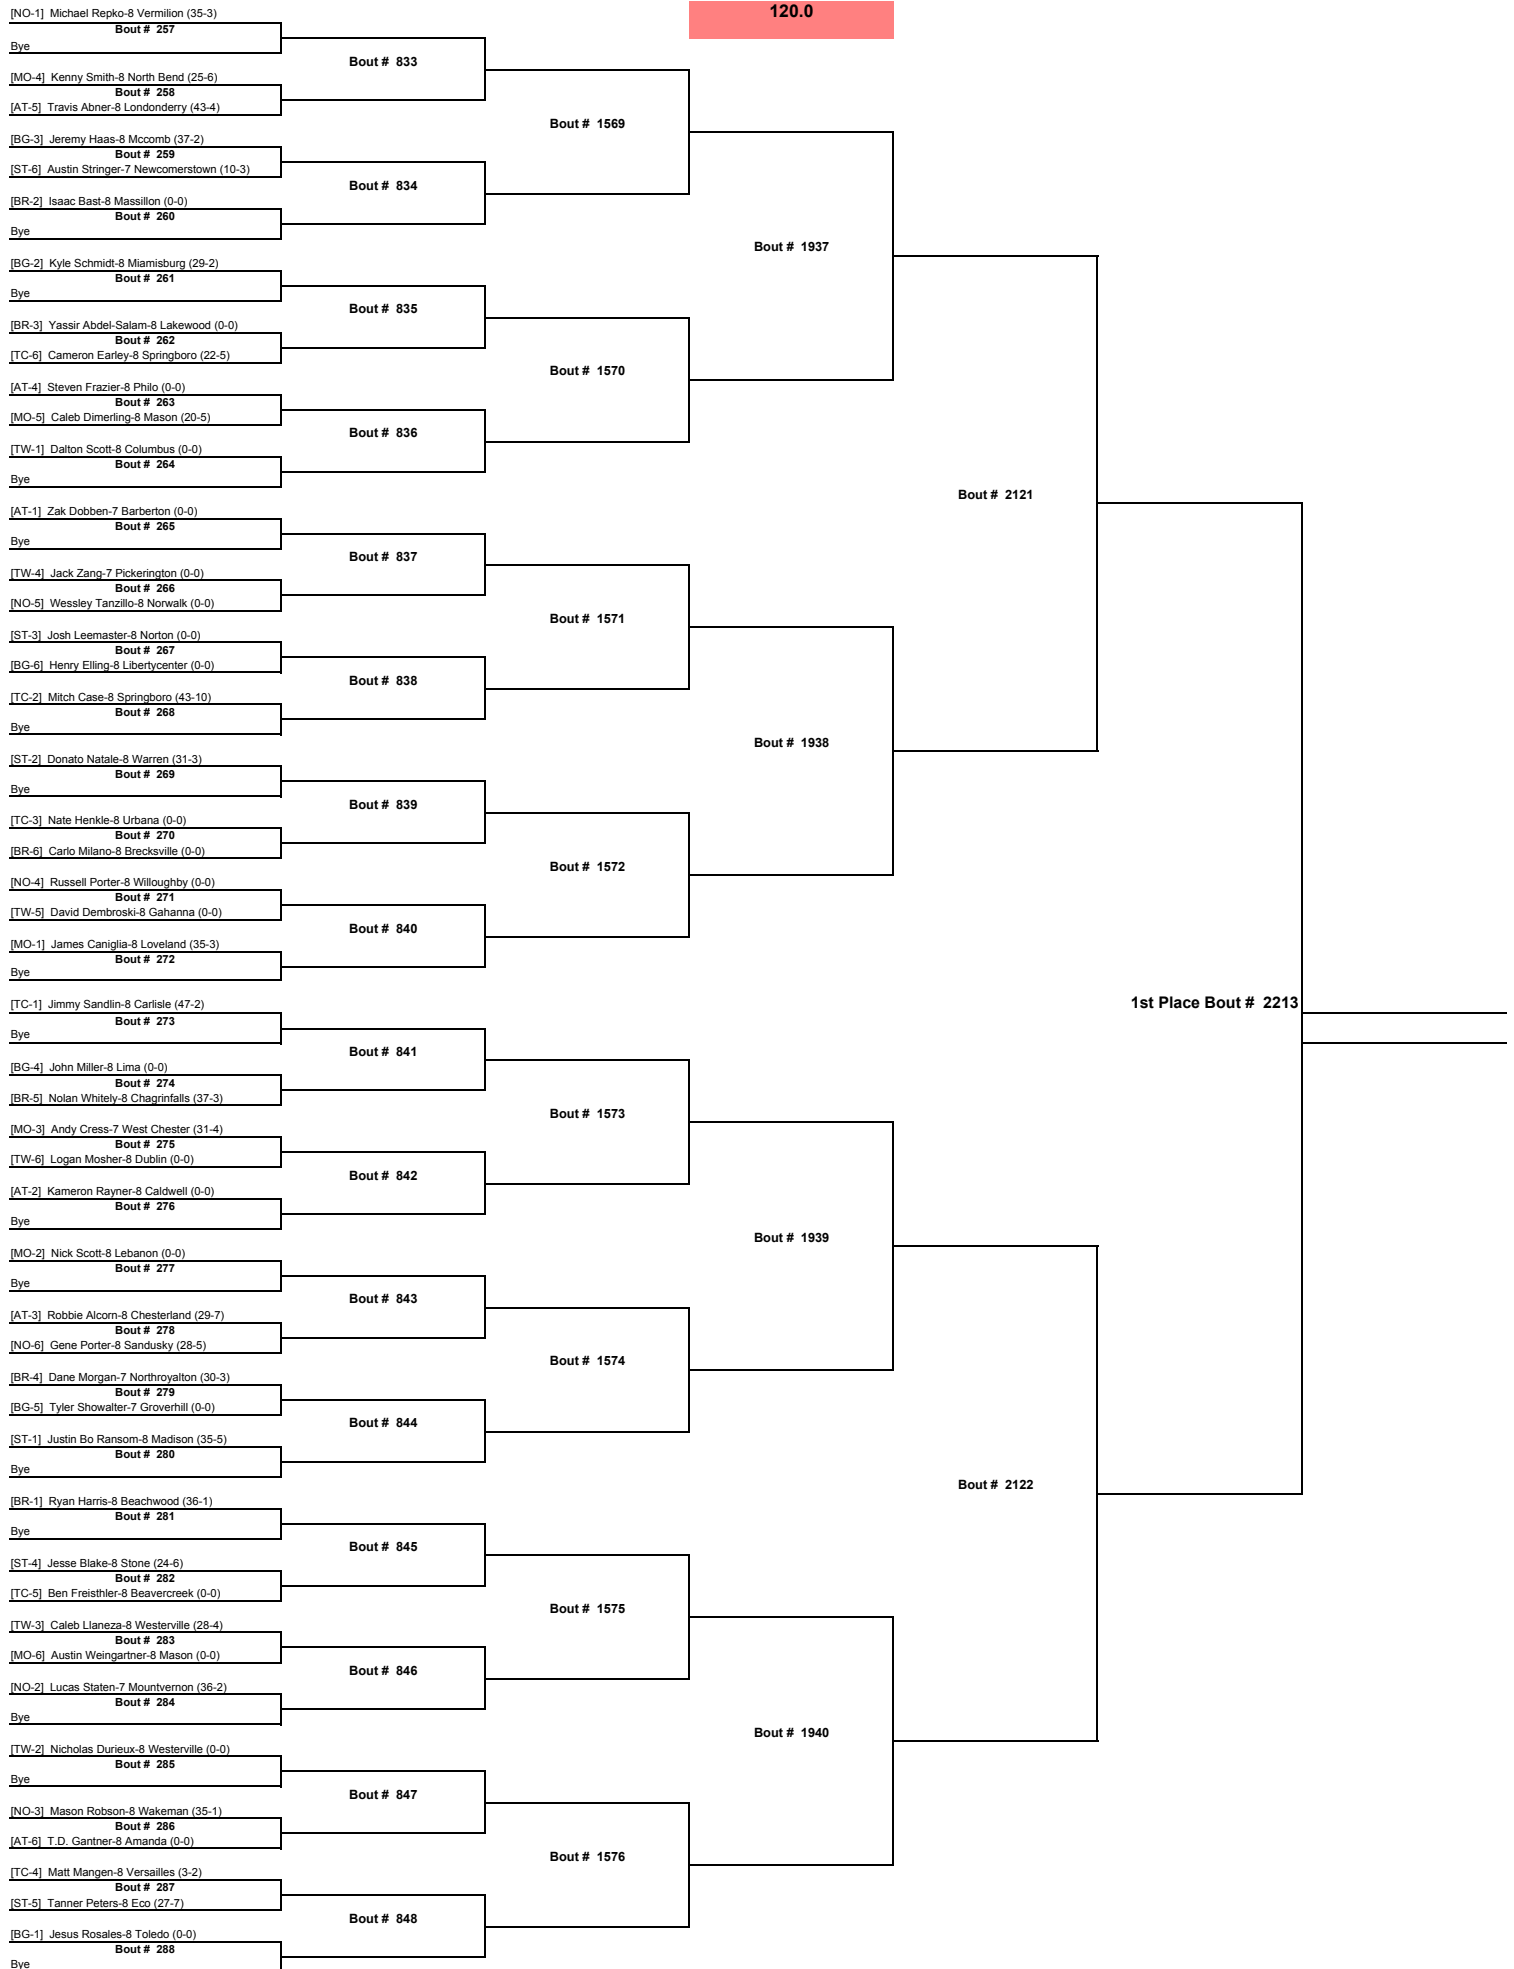 120.0
[NO-1] Michael Repko-8 Vermilion (35-3)
Bout # 257
Bye
Bout # 833
[MO-4] Kenny Smith-8 North Bend (25-6)
Bout # 258
[AT-5] Travis Abner-8 Londonderry (43-4)
Bout # 1569
[BG-3] Jeremy Haas-8 Mccomb (37-2)
Bout # 259
[ST-6] Austin Stringer-7 Newcomerstown (10-3)
Bout # 834
[BR-2] Isaac Bast-8 Massillon (0-0)
Bout # 260
Bye
Bout # 1937
[BG-2] Kyle Schmidt-8 Miamisburg (29-2)
Bout # 261
Bye
Bout # 835
[BR-3] Yassir Abdel-Salam-8 Lakewood (0-0)
Bout # 262
[TC-6] Cameron Earley-8 Springboro (22-5)
Bout # 1570
[AT-4] Steven Frazier-8 Philo (0-0)
Bout # 263
[MO-5] Caleb Dimerling-8 Mason (20-5)
Bout # 836
[TW-1] Dalton Scott-8 Columbus (0-0)
Bout # 264
Bye
Bout # 2121
[AT-1] Zak Dobben-7 Barberton (0-0)
Bout # 265
Bye
Bout # 837
[TW-4] Jack Zang-7 Pickerington (0-0)
Bout # 266
[NO-5] Wessley Tanzillo-8 Norwalk (0-0)
Bout # 1571
[ST-3] Josh Leemaster-8 Norton (0-0)
Bout # 267
[BG-6] Henry Elling-8 Libertycenter (0-0)
Bout # 838
[TC-2] Mitch Case-8 Springboro (43-10)
Bout # 268
Bye
Bout # 1938
[ST-2] Donato Natale-8 Warren (31-3)
Bout # 269
Bye
Bout # 839
[TC-3] Nate Henkle-8 Urbana (0-0)
Bout # 270
[BR-6] Carlo Milano-8 Brecksville (0-0)
Bout # 1572
[NO-4] Russell Porter-8 Willoughby (0-0)
Bout # 271
[TW-5] David Dembroski-8 Gahanna (0-0)
Bout # 840
[MO-1] James Caniglia-8 Loveland (35-3)
Bout # 272
Bye
1st Place Bout # 2213
[TC-1] Jimmy Sandlin-8 Carlisle (47-2)
Bout # 273
Bye
Bout # 841
[BG-4] John Miller-8 Lima (0-0)
Bout # 274
[BR-5] Nolan Whitely-8 Chagrinfalls (37-3)
Bout # 1573
[MO-3] Andy Cress-7 West Chester (31-4)
Bout # 275
[TW-6] Logan Mosher-8 Dublin (0-0)
Bout # 842
[AT-2] Kameron Rayner-8 Caldwell (0-0)
Bout # 276
Bye
Bout # 1939
[MO-2] Nick Scott-8 Lebanon (0-0)
Bout # 277
Bye
Bout # 843
[AT-3] Robbie Alcorn-8 Chesterland (29-7)
Bout # 278
[NO-6] Gene Porter-8 Sandusky (28-5)
Bout # 1574
[BR-4] Dane Morgan-7 Northroyalton (30-3)
Bout # 279
[BG-5] Tyler Showalter-7 Groverhill (0-0)
Bout # 844
[ST-1] Justin Bo Ransom-8 Madison (35-5)
Bout # 280
Bye
Bout # 2122
[BR-1] Ryan Harris-8 Beachwood (36-1)
Bout # 281
Bye
Bout # 845
[ST-4] Jesse Blake-8 Stone (24-6)
Bout # 282
[TC-5] Ben Freisthler-8 Beavercreek (0-0)
Bout # 1575
[TW-3] Caleb Llaneza-8 Westerville (28-4)
Bout # 283
[MO-6] Austin Weingartner-8 Mason (0-0)
Bout # 846
[NO-2] Lucas Staten-7 Mountvernon (36-2)
Bout # 284
Bye
Bout # 1940
[TW-2] Nicholas Durieux-8 Westerville (0-0)
Bout # 285
Bye
Bout # 847
[NO-3] Mason Robson-8 Wakeman (35-1)
Bout # 286
[AT-6] T.D. Gantner-8 Amanda (0-0)
Bout # 1576
[TC-4] Matt Mangen-8 Versailles (3-2)
Bout # 287
[ST-5] Tanner Peters-8 Eco (27-7)
Bout # 848
[BG-1] Jesus Rosales-8 Toledo (0-0)
Bout # 288
Bye